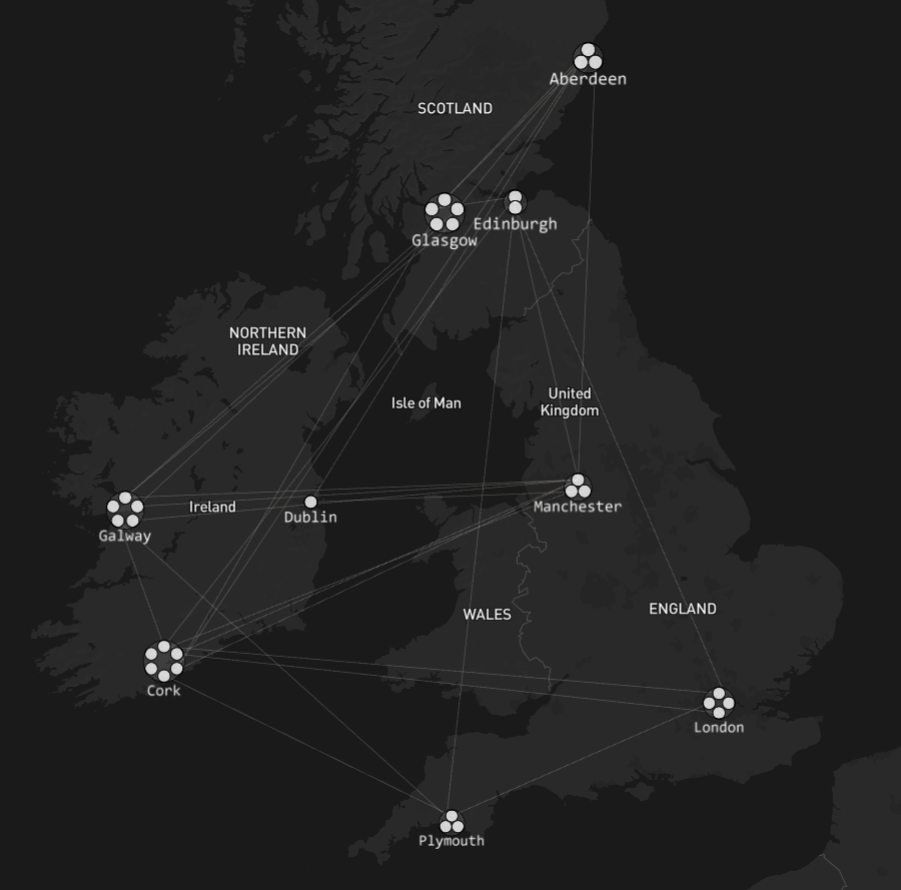 Aberdeen
SCOTLAND
Edinburgh
Glasgow
NORTHERN
IRELAND
Isle of Man
United
Kingdom
Ireland
Dublin
Manchester
Galway
WALES
ENGLAND
Cork
London
Plymouth